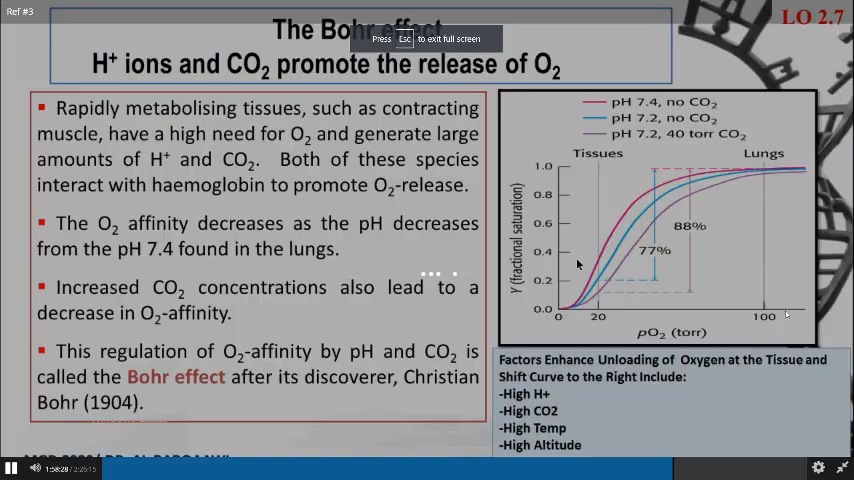 Ref #3
The Bohr effect
LO 2.7
Press Esc to exit full screen
H⁺ ions and CO₂ promote the release of O₂
▪ Rapidly metabolising tissues, such as contracting
muscle, have a high need for O₂ and generate large
amounts of H⁺ and CO₂. Both of these species
interact with haemoglobin to promote O₂-release.
▪ The O₂ affinity decreases as the pH decreases
from the pH 7.4 found in the lungs.
▪ Increased CO₂ concentrations also lead to a
decrease in O₂-affinity.
▪ This regulation of O₂-affinity by pH and CO₂ is
called the Bohr effect after its discoverer, Christian
Bohr (1904).
pH 7.4, no CO₂
pH 7.2, no CO₂
pH 7.2, 40 torr CO₂
Tissues Lungs
Y (fractional saturation)
1.0
0.8
0.6
0.4
0.2
0.0
88%
77%
0 20 100
pO₂ (torr)
Factors Enhance Unloading of Oxygen at the Tissue and
Shift Curve to the Right Include:
-High H+
-High CO2
-High Temp
-High Altitude
1:58:28 / 2:26:15